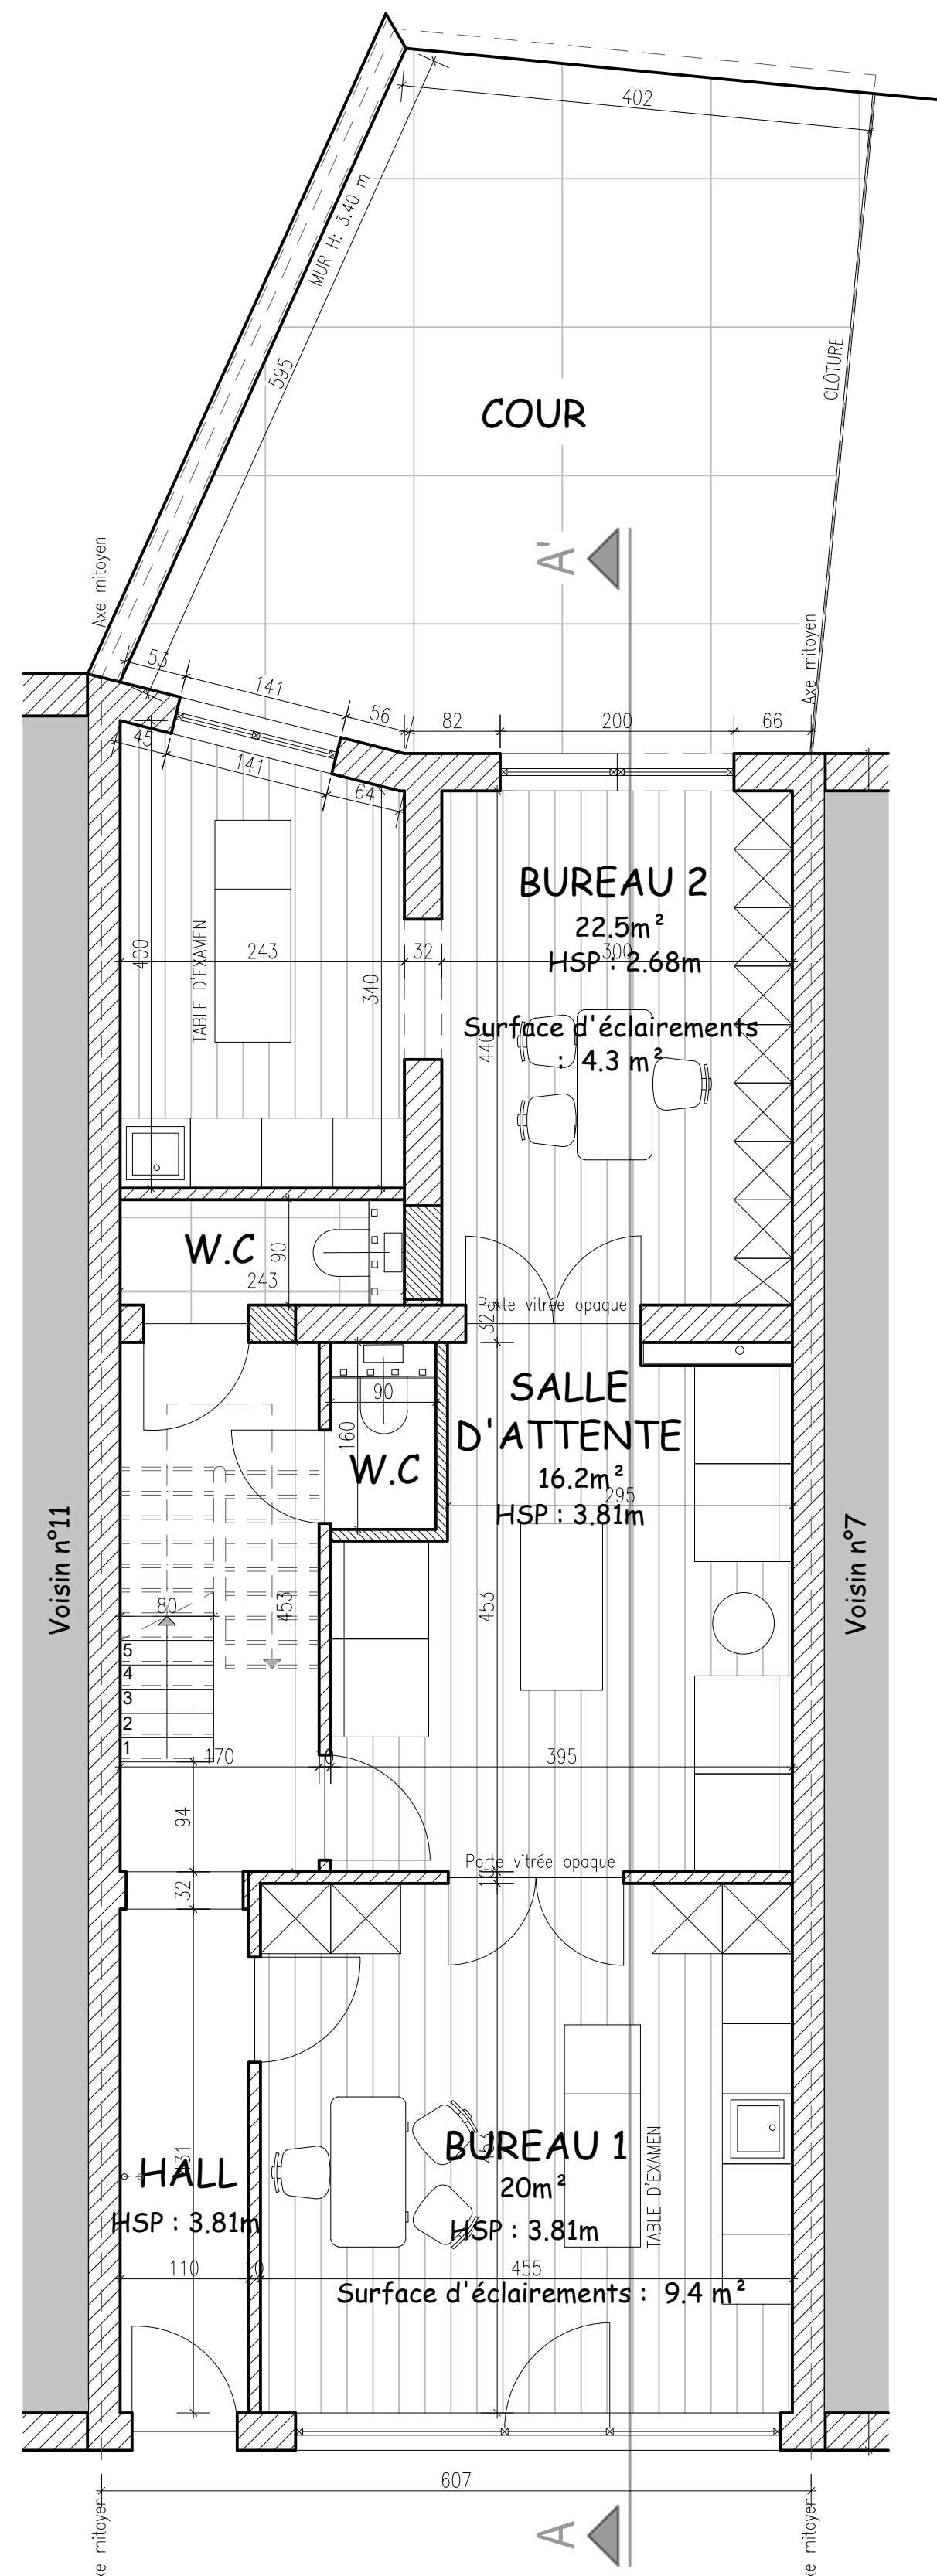 402
MUR H: 3.40 m
595
CLÔTURE
COUR
A'
Axe mitoyen
Axe mitoyen
53
141
56
82
200
66
45
141
64
BUREAU 2
22.5m²
HSP : 2.68m
400
TABLE D'EXAMEN
243
32
300
340
Surface d'éclairements
: 4.3 m²
440
W.C
90
243
Porte vitrée opaque
32
SALLE
D'ATTENTE
16.2m²
HSP : 3.81m
90
160
W.C
295
Voisin n°11
Voisin n°7
453
453
80
5
4
3
2
1
170
395
94
Porte vitrée opaque
10
32
HALL
HSP : 3.81m
BUREAU 1
20m²
HSP : 3.81m
453
TABLE D'EXAMEN
110
10
455
Surface d'éclairements : 9.4 m²
607
A
mitoyen
mitoyen